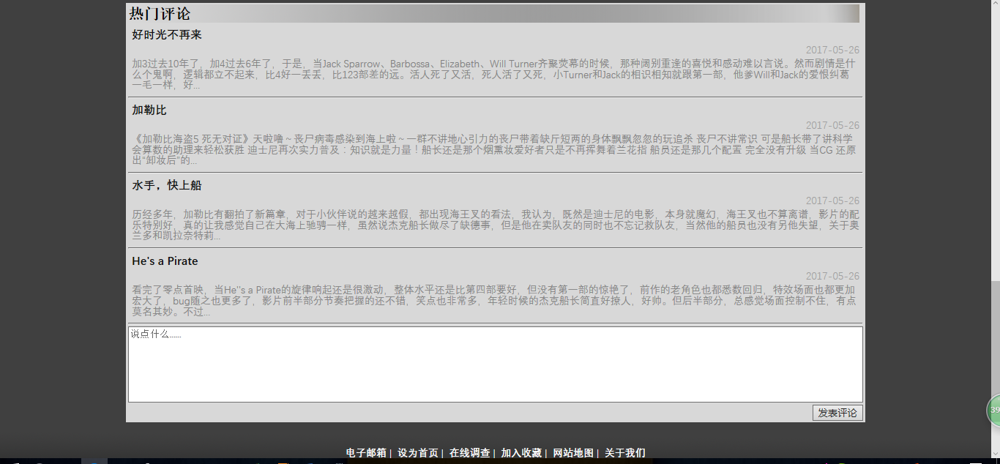 热门评论
好时光不再来
2017-05-26
加3过去10年了，加4过去6年了，于是，当Jack Sparrow、Barbossa、Elizabeth、Will Turner齐聚荧幕的时候，那种阔别重逢的喜悦和感动难以言说。然而剧情是什
么个鬼啊，逻辑都立不起来，比4好一丢丢，比123部差的远。活人死了又活，死人活了又死，小Turner和Jack的相识相知就跟第一部，他爹Will和Jack的爱恨纠葛
一毛一样，好...
加勒比
2017-05-26
《加勒比海盗5 死无对证》天啦噜～丧尸病毒感染到海上啦～一群不讲地心引力的丧尸带着缺斤短两的身体飘飘忽忽的玩追杀 丧尸不讲常识 可是船长带了讲科学
会算数的助理来轻松获胜 迪士尼再次实力普及：知识就是力量！船长还是那个烟熏妆爱好者只是不再挥舞着兰花指 船员还是那几个配置 完全没有升级 当CG 还原
出“卸妆后”的...
水手，快上船
2017-05-26
历经多年，加勒比有翻拍了新篇章，对于小伙伴说的越来越假，都出现海王叉的看法，我认为，既然是迪士尼的电影，本身就魔幻，海王叉也不算离谱，影片的配
乐特别好，真的让我感觉自己在大海上驰骋一样，虽然说杰克船长做尽了缺德事，但是他在卖队友的同时也不忘记救队友，当然他的船员也没有另他失望，关于奥
兰多和凯拉奈特莉...
He's a Pirate
2017-05-26
看完了零点首映，当He''s a Pirate的旋律响起还是很激动，整体水平还是比第四部要好，但没有第一部的惊艳了，前作的老角色也都悉数回归，特效场面也都更加
宏大了，bug随之也更多了，影片前半部分节奏把握的还不错，笑点也非常多，年轻时候的杰克船长简直好撩人，好帅。但后半部分，总感觉场面控制不住，有点
莫名其妙。不过...
说点什么......
发表评论
39
电子邮箱 | 设为首页 | 在线调查 | 加入收藏 | 网站地图 | 关于我们